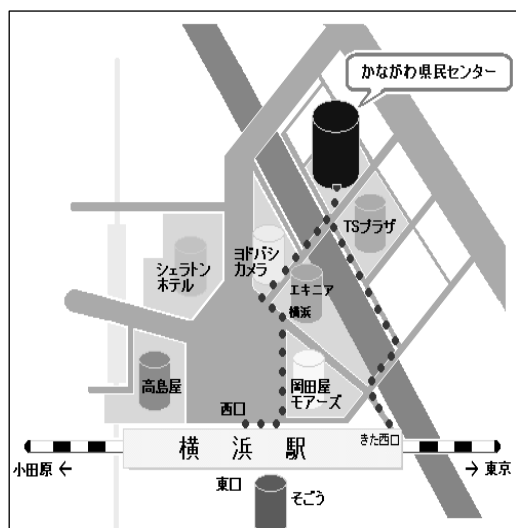 かながわ県民センター
TSプラザ
ヨドバシ
カメラ
シェラトン
ホテル
エキニア
横浜
高島屋
岡田屋
モアーズ
西口
きた西口
横浜駅
小田原←
→東京
東口
そごう